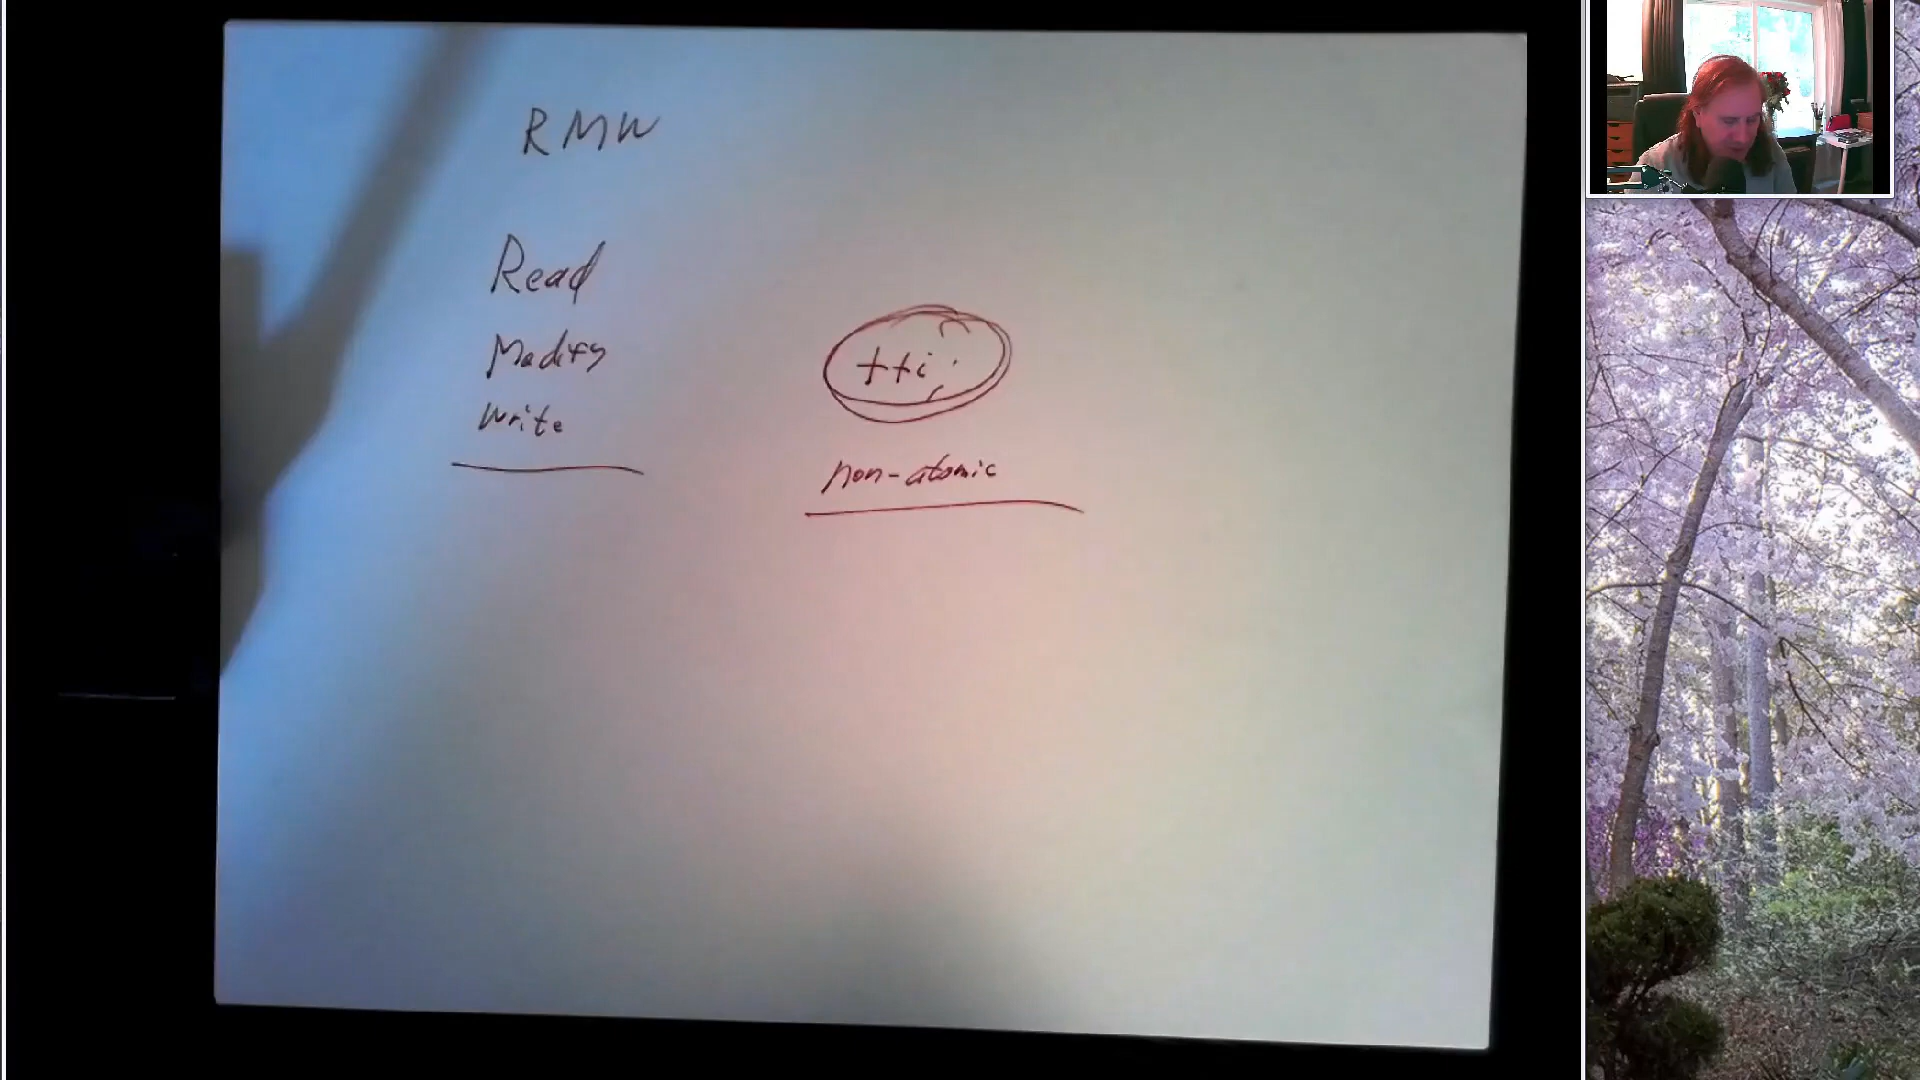 RMW
Read
Modify
write
++i;
non-atomic